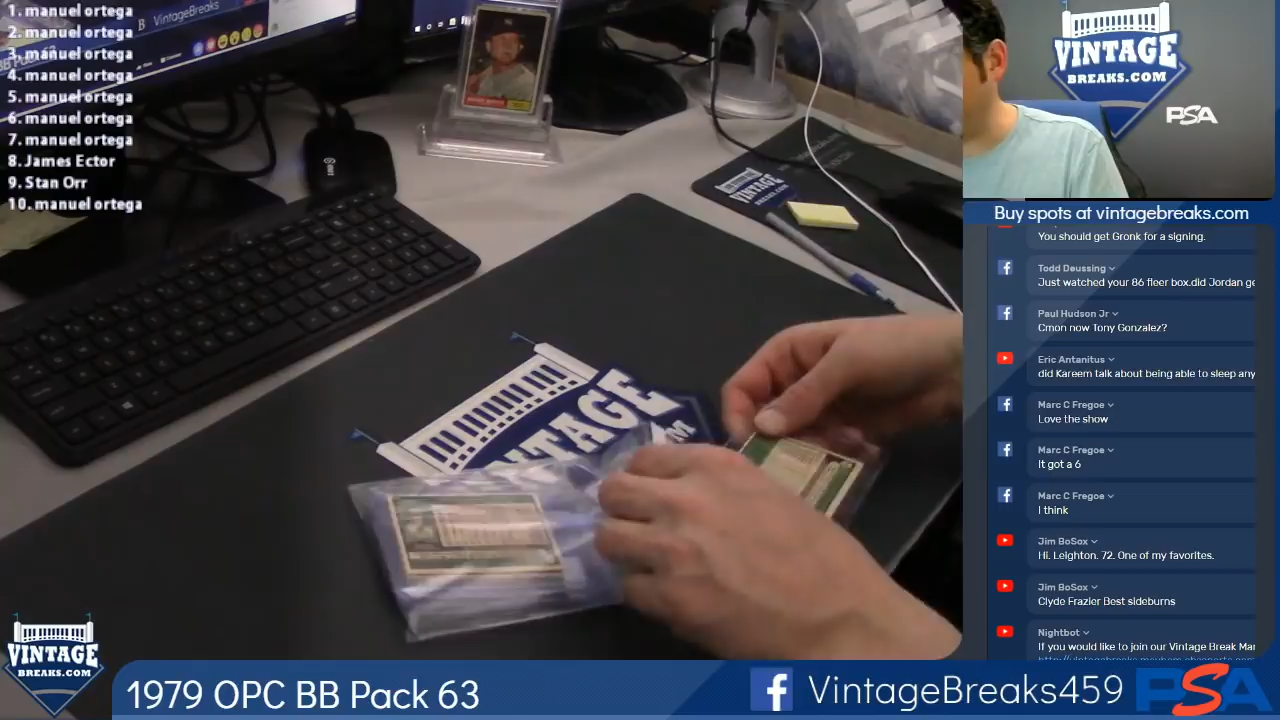 1. manuel ortega
2. manuel ortega
3. manuel ortega
4. manuel ortega
5. manuel ortega
6. manuel ortega
7. manuel ortega
8. James Ector
9. Stan Orr
10. manuel ortega
VintageBreaks
VINTAGE
BREAKS.COM
PSA
VINTAGE
Buy spots at vintagebreaks.com
You should get Gronk for a signing.
Todd Deussing
Just watched your 86 fleer box.did Jordan ge
Paul Hudson Jr
Cmon now Tony Gonzalez?
Eric Antanitus
did Kareem talk about being able to sleep any
Marc C Fregoe
Love the show
Marc C Fregoe
It got a 6
Marc C Fregoe
I think
Jim BoSox
Hi. Leighton. 72. One of my favorites.
Jim BoSox
Clyde Frazier Best sideburns
Nightbot
If you would like to join our Vintage Break Mar
NTAGE
M
VINTAGE
BREAKS.COM
1979 OPC BB Pack 63
VintageBreaks459
PSA